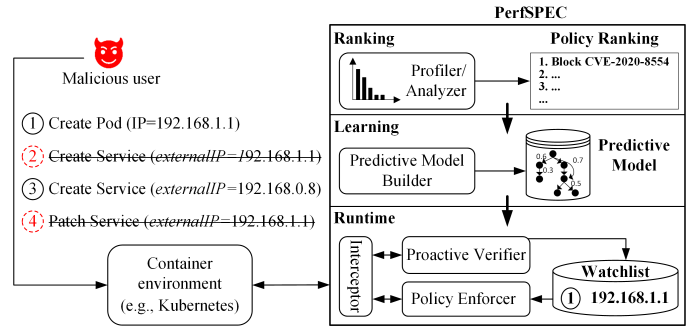 PerfSPEC
Malicious user
1 Create Pod (IP=192.168.1.1)
2 Create Service (externalIP=192.168.1.1)
3 Create Service (externalIP=192.168.0.8)
4 Patch Service (externalIP=192.168.1.1)
Container
environment
(e.g., Kubernetes)
Ranking
Profiler/
Analyzer
Policy Ranking
1. Block CVE-2020-8554
2. ...
3. ...
...
Learning
Predictive Model
Builder
0.6
0.7
0.3
0.5
Predictive
Model
Runtime
Interceptor
Proactive Verifier
Policy Enforcer
Watchlist
1 192.168.1.1